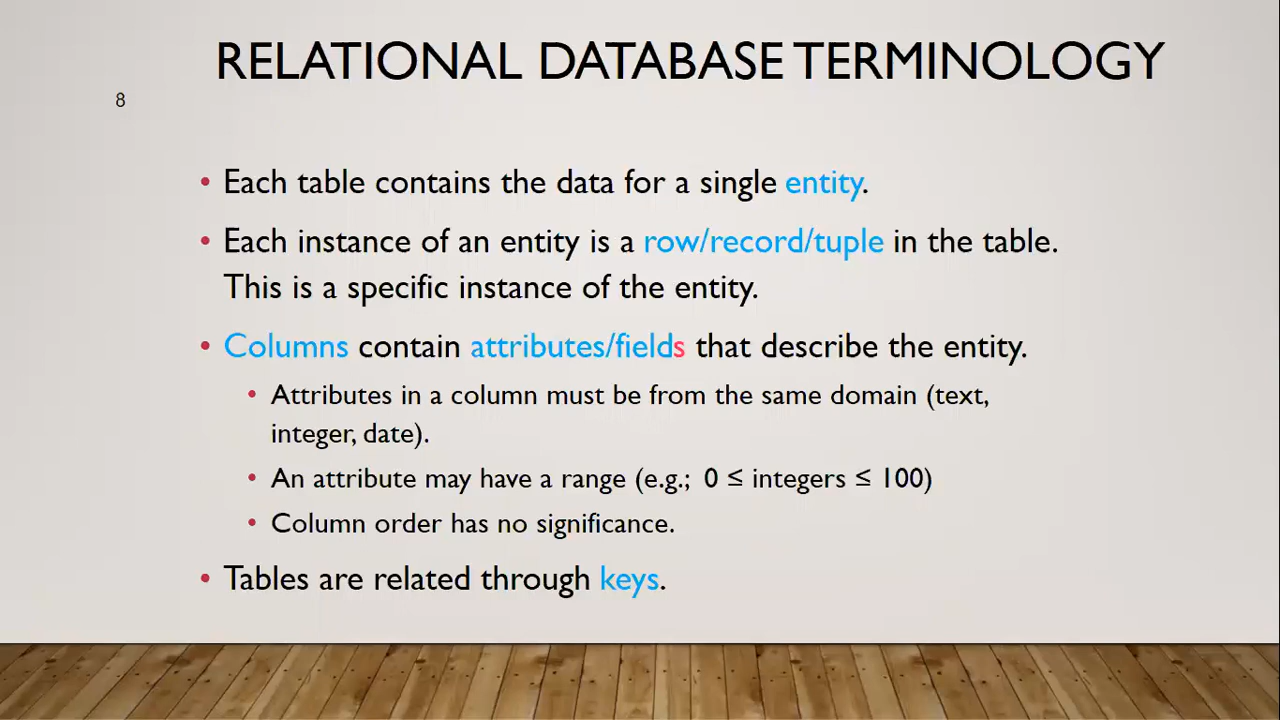 RELATIONAL DATABASE TERMINOLOGY
8
• Each table contains the data for a single entity.
• Each instance of an entity is a row/record/tuple in the table.
This is a specific instance of the entity.
• Columns contain attributes/fields that describe the entity.
• Attributes in a column must be from the same domain (text,
integer, date).
• An attribute may have a range (e.g.; 0 ≤ integers ≤ 100)
• Column order has no significance.
• Tables are related through keys.